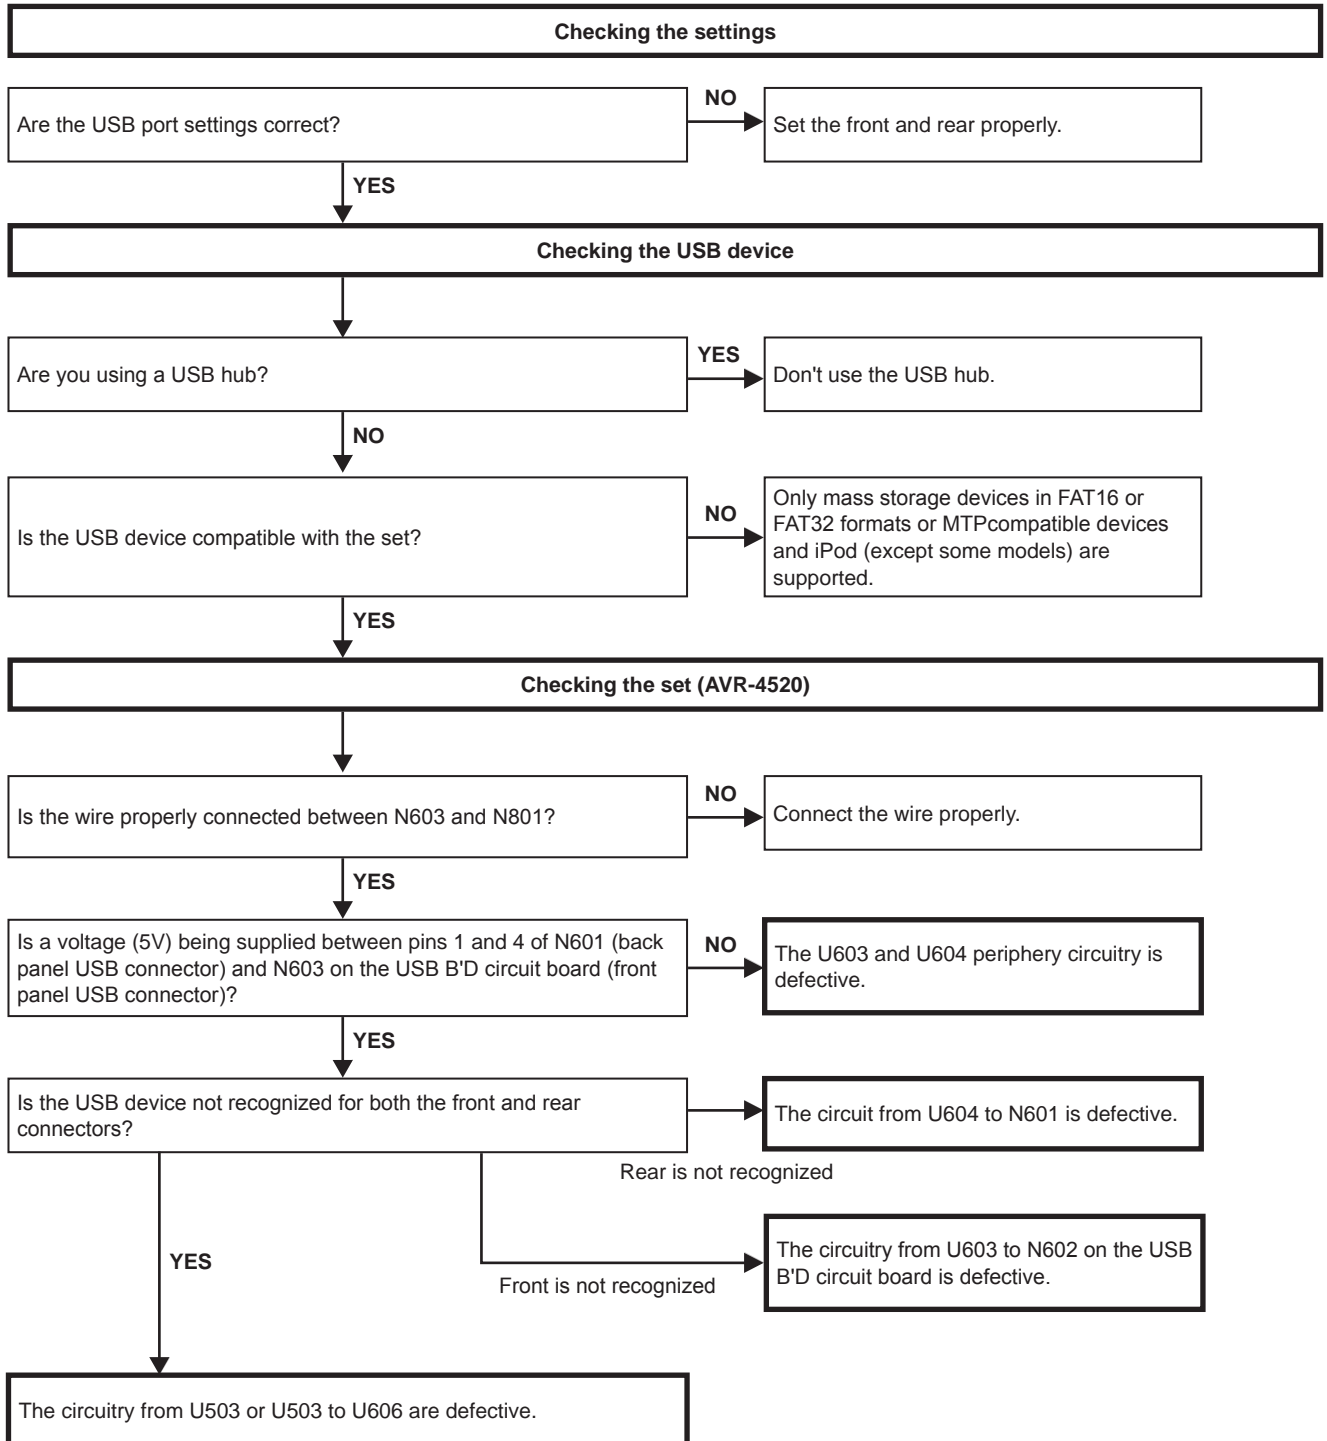 Checking the settings
Are the USB port settings correct?
NO
Set the front and rear properly.
YES
Checking the USB device
Are you using a USB hub?
YES
Don't use the USB hub.
NO
Is the USB device compatible with the set?
NO
Only mass storage devices in FAT16 or
FAT32 formats or MTPcompatible devices
and iPod (except some models) are
supported.
YES
Checking the set (AVR-4520)
Is the wire properly connected between N603 and N801?
NO
Connect the wire properly.
YES
Is a voltage (5V) being supplied between pins 1 and 4 of N601 (back
panel USB connector) and N603 on the USB B'D circuit board (front
panel USB connector)?
NO
The U603 and U604 periphery circuitry is
defective.
YES
Is the USB device not recognized for both the front and rear
connectors?
The circuit from U604 to N601 is defective.
Rear is not recognized
YES
Front is not recognized
The circuitry from U603 to N602 on the USB
B'D circuit board is defective.
The circuitry from U503 or U503 to U606 are defective.